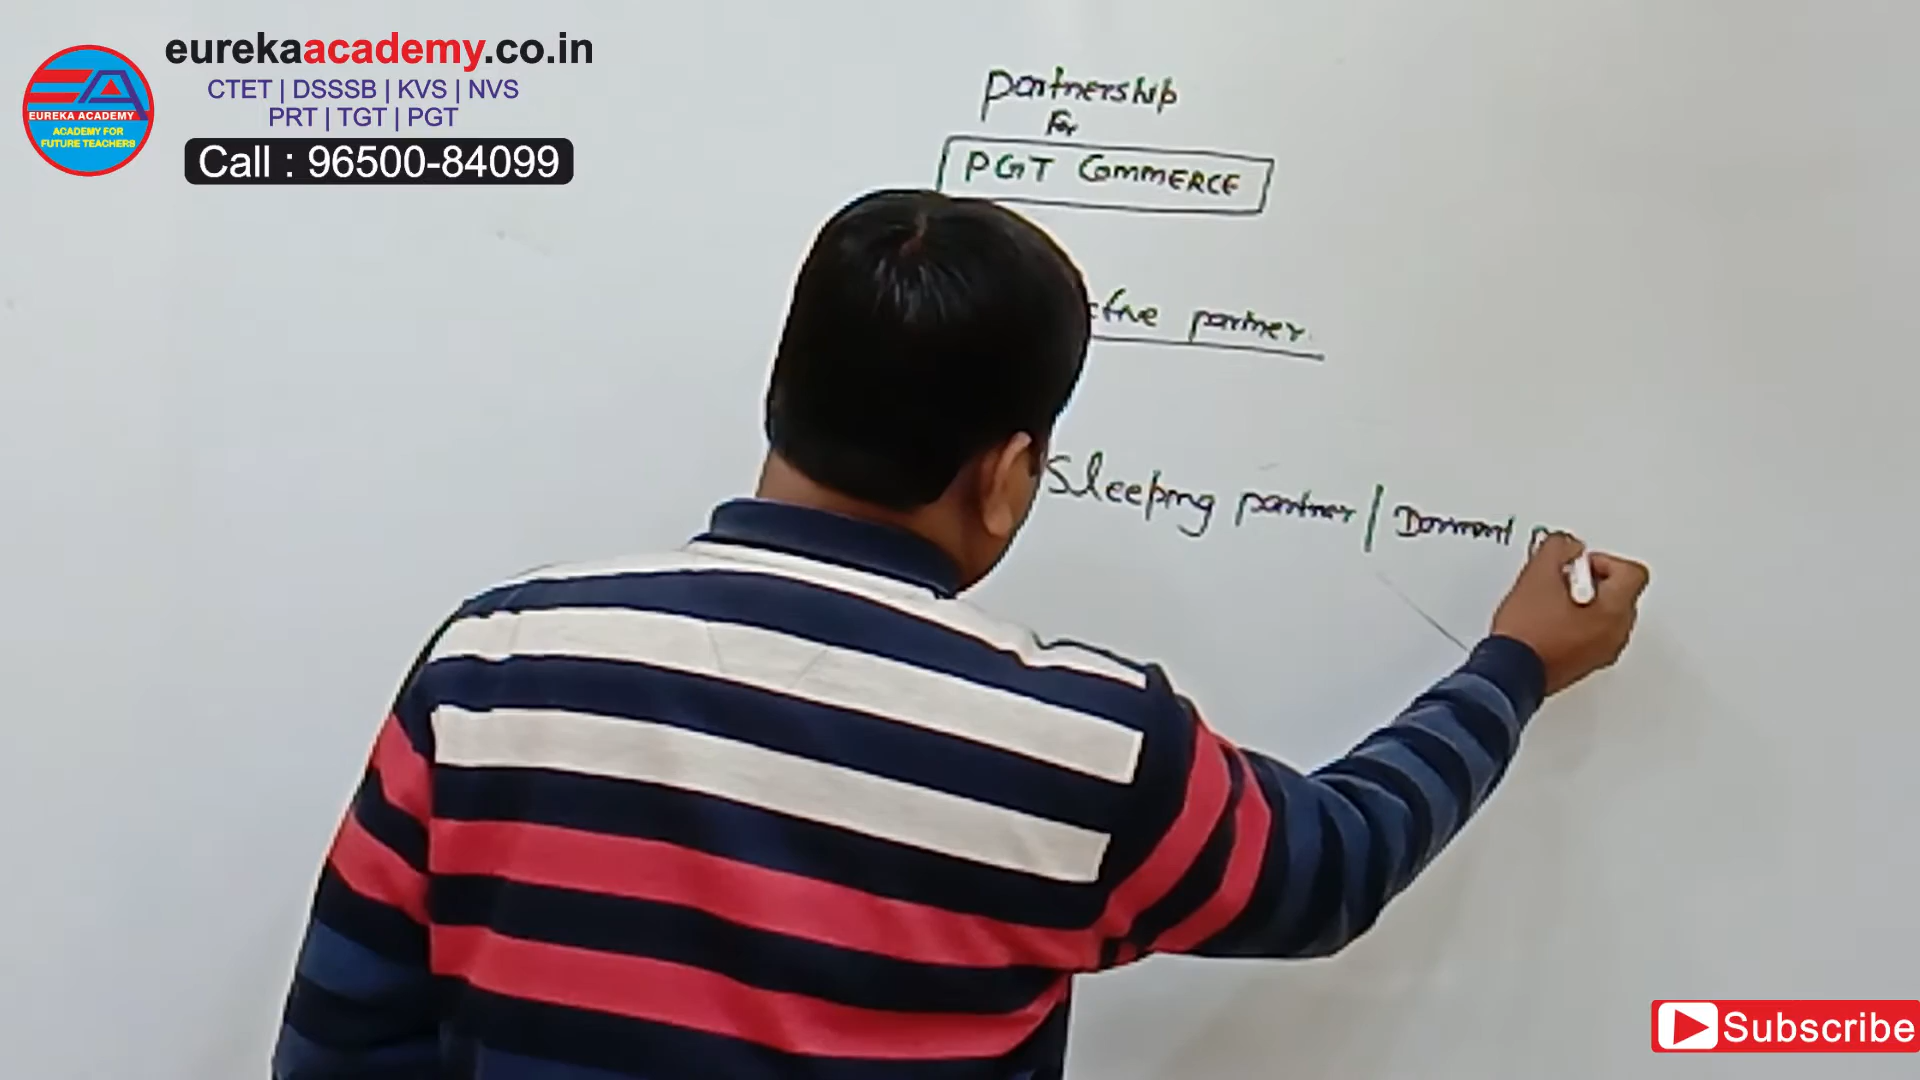 eurekaacademy.co.in
CTET | DSSSB | KVS | NVS
PRT | TGT | PGT
Call : 96500-84099
EUREKA ACADEMY
ACADEMY FOR
FUTURE TEACHERS
Partnership
For
PGT COMMERCE
partner.
Sleeping partner / Dormant
Subscribe